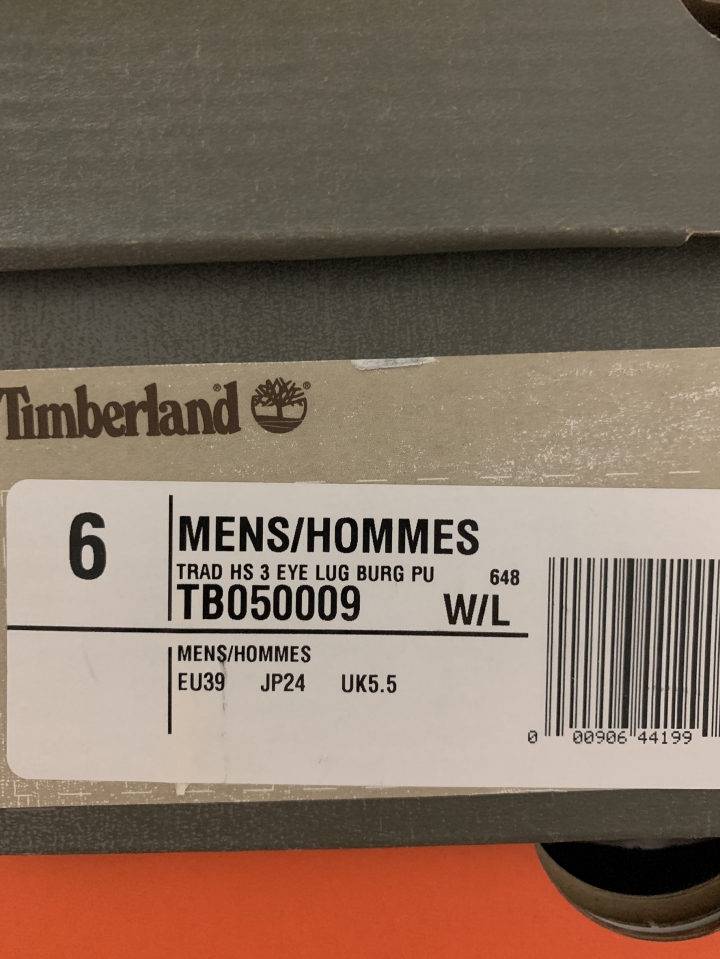 Timberland®
6
MENS/HOMMES
TRAD HS 3 EYE LUG BURG PU 648
TB050009 W/L
MENS/HOMMES
EU39 JP24 UK5.5
0 00906 44199